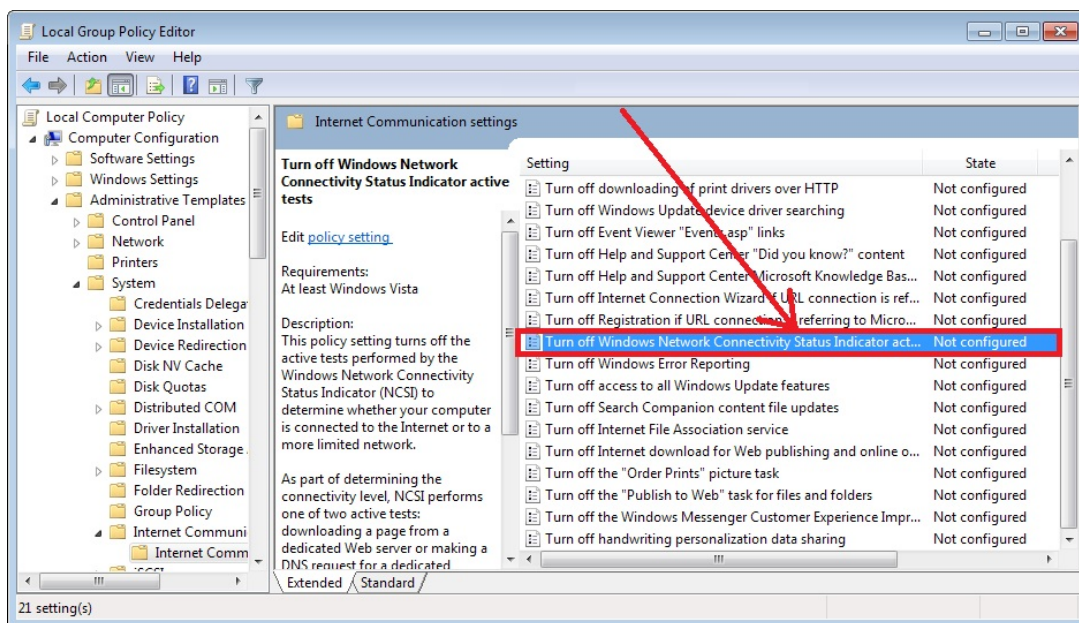 Local Group Policy Editor
File Action View Help
Local Computer Policy
Computer Configuration
Software Settings
Windows Settings
Administrative Templates
Control Panel
Network
Printers
System
Credentials Delega
Device Installation
Device Redirection
Disk NV Cache
Disk Quotas
Distributed COM
Driver Installation
Enhanced Storage
Filesystem
Folder Redirection
Group Policy
Internet Communi
Internet Comm
Internet Communication settings
Turn off Windows Network
Connectivity Status Indicator active
tests
Edit policy setting
Requirements:
At least Windows Vista
Description:
This policy setting turns off the
active tests performed by the
Windows Network Connectivity
Status Indicator (NCSI) to
determine whether your computer
is connected to the Internet or to a
more limited network.
As part of determining the
connectivity level, NCSI performs
one of two active tests:
downloading a page from a
dedicated Web server or making a
DNS request for a dedicated
Setting State
Turn off downloading of print drivers over HTTP Not configured
Turn off Windows Update device driver searching Not configured
Turn off Event Viewer "Events.asp" links Not configured
Turn off Help and Support Center "Did you know?" content Not configured
Turn off Help and Support Center Microsoft Knowledge Bas... Not configured
Turn off Internet Connection Wizard if URL connection is ref... Not configured
Turn off Registration if URL connection is referring to Micro... Not configured
Turn off Windows Network Connectivity Status Indicator act... Not configured
Turn off Windows Error Reporting Not configured
Turn off access to all Windows Update features Not configured
Turn off Search Companion content file updates Not configured
Turn off Internet File Association service Not configured
Turn off Internet download for Web publishing and online o... Not configured
Turn off the "Order Prints" picture task Not configured
Turn off the "Publish to Web" task for files and folders Not configured
Turn off the Windows Messenger Customer Experience Impr... Not configured
Turn off handwriting personalization data sharing Not configured
Extended Standard
21 setting(s)